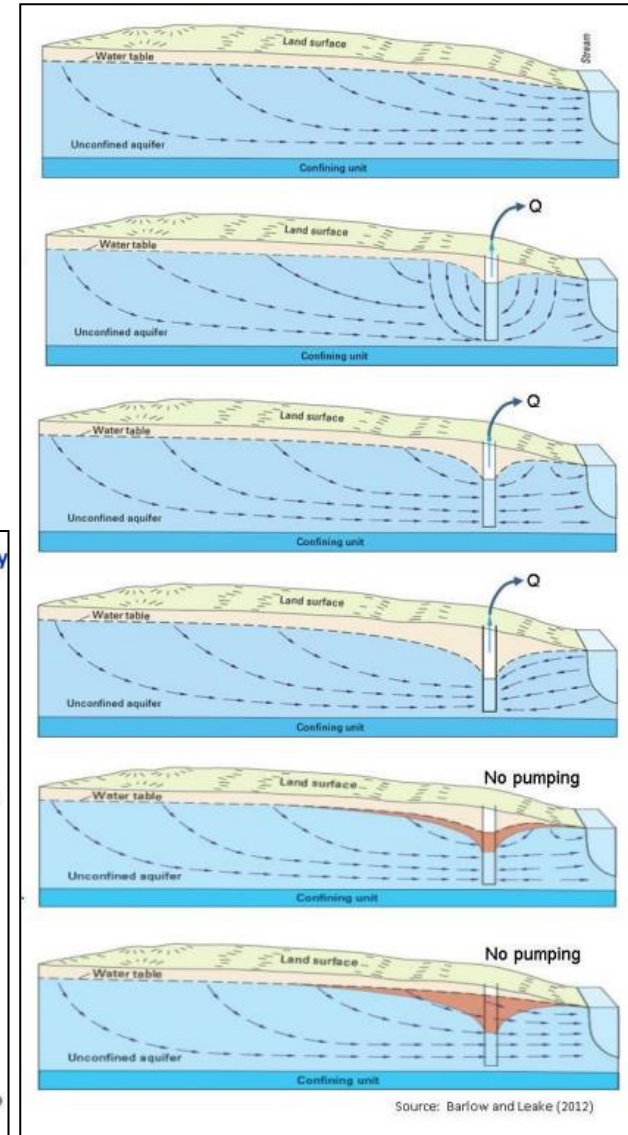 Land surface
Stream
Water table
Unconfined aquifer
Confining unit
Q
Land surface
Water table
Unconfined aquifer
Confining unit
Q
Land surface
Water table
Unconfined aquifer
Confining unit
y
Q
Land surface
Water table
Unconfined aquifer
Confining unit
No pumping
Land surface
Water table
Unconfined aquifer
Confining unit
No pumping
Land surface
Water table
Unconfined aquifer
Confining unit
Source: Barlow and Leake (2012)